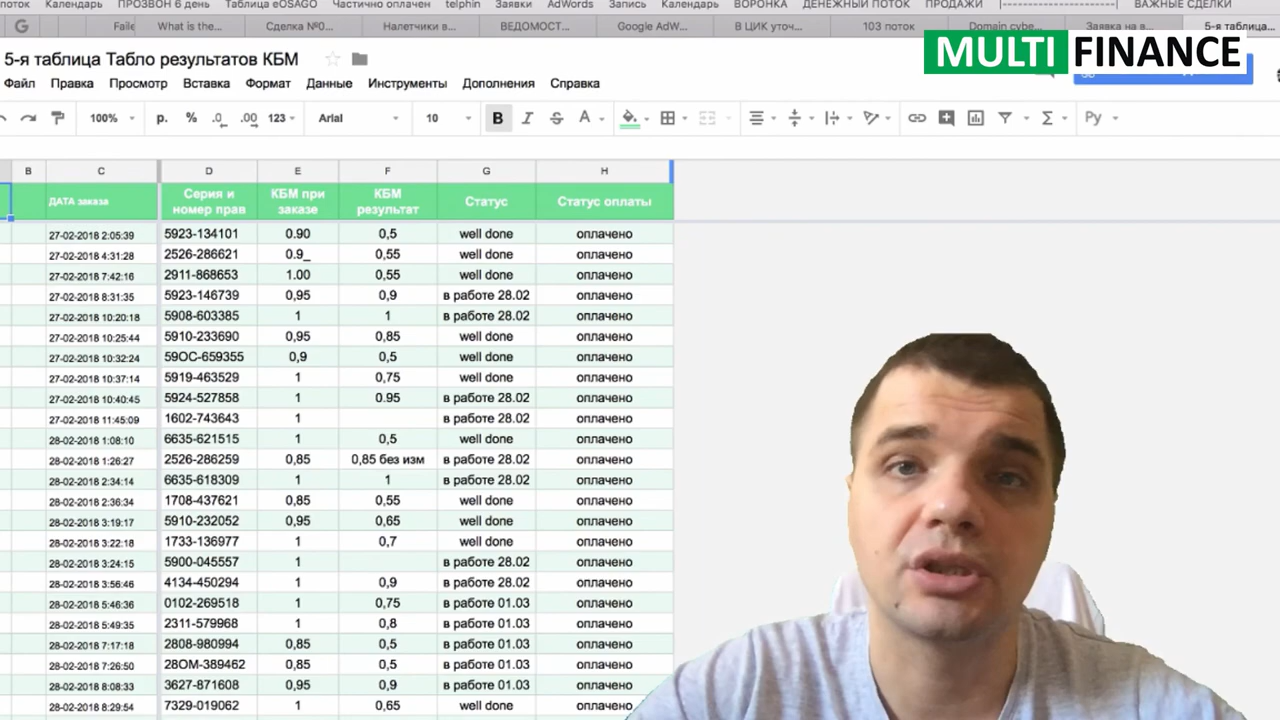 поток Календарь ПРОЗВОН 6 день Таблица eOSAGO Частично оплачен telphin Заявки AdWords Запись Календарь ВОРОНКА ДЕНЕЖНЫЙ ПОТОК ПРОДАЖИ ВАЖНЫЕ СДЕЛКИ
G Faile What is the... Сделка №0... Налетчики в... ВЕДОМОСТ... Google AdW... В ЦИК уточ... 103 поток Domain cybe... Заявка на в... 5-я таблица...
5-я таблица Табло результатов КБМ
MULTI FINANCE
Файл Правка Просмотр Вставка Формат Данные Инструменты Дополнения Справка
100% р. % .0 .00 123 Arial 10 B I S A Σ Ру
B C D E F G H
ДАТА заказа Серия и номер прав КБМ при заказе КБМ результат Статус Статус оплаты
27-02-2018 2:05:39 5923-134101 0.90 0,5 well done оплачено
27-02-2018 4:31:28 2526-286621 0.9_ 0,55 well done оплачено
27-02-2018 7:42:16 2911-868653 1.00 0,55 well done оплачено
27-02-2018 8:31:35 5923-146739 0,95 0,9 в работе 28.02 оплачено
27-02-2018 10:20:18 5908-603385 1 1 в работе 28.02 оплачено
27-02-2018 10:25:44 5910-233690 0,95 0,85 well done оплачено
27-02-2018 10:32:24 59ОС-659355 0,9 0,5 well done оплачено
27-02-2018 10:37:14 5919-463529 1 0,75 well done оплачено
27-02-2018 10:40:45 5924-527858 1 0.95 в работе 28.02 оплачено
27-02-2018 11:45:09 1602-743643 1 в работе 28.02 оплачено
28-02-2018 1:08:10 6635-621515 1 0,5 well done оплачено
28-02-2018 1:26:27 2526-286259 0,85 0,85 без изм в работе 28.02 оплачено
28-02-2018 2:34:14 6635-618309 1 1 в работе 28.02 оплачено
28-02-2018 2:36:34 1708-437621 0,85 0,55 well done оплачено
28-02-2018 3:19:17 5910-232052 0,95 0,65 well done оплачено
28-02-2018 3:22:18 1733-136977 1 0,7 well done оплачено
28-02-2018 3:24:15 5900-045557 1 в работе 28.02 оплачено
28-02-2018 3:56:46 4134-450294 1 0,9 в работе 28.02 оплачено
28-02-2018 5:46:36 0102-269518 1 0,75 в работе 01.03 оплачено
28-02-2018 5:49:35 2311-579968 1 0,8 в работе 01.03 оплачено
28-02-2018 7:17:18 2808-980994 0,85 0,5 в работе 01.03 оплачено
28-02-2018 7:26:50 28ОМ-389462 0,85 0,5 в работе 01.03 оплачено
28-02-2018 8:08:33 3627-871608 0,95 0,9 в работе 01.03 оплачено
28-02-2018 8:29:54 7329-019062 1 0,65 well done оплачено